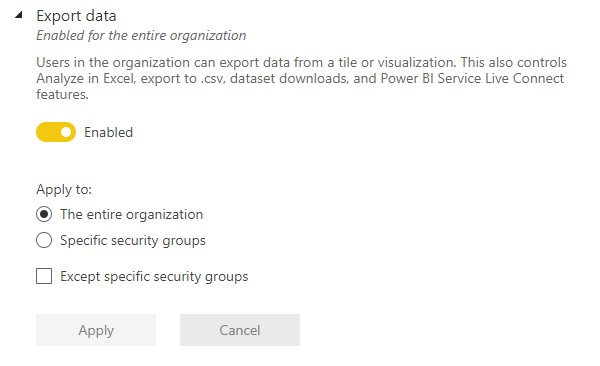 Export data
Enabled for the entire organization
Users in the organization can export data from a tile or visualization. This also controls
Analyze in Excel, export to .csv, dataset downloads, and Power BI Service Live Connect
features.
Enabled
Apply to:
The entire organization
Specific security groups
Except specific security groups
Apply Cancel